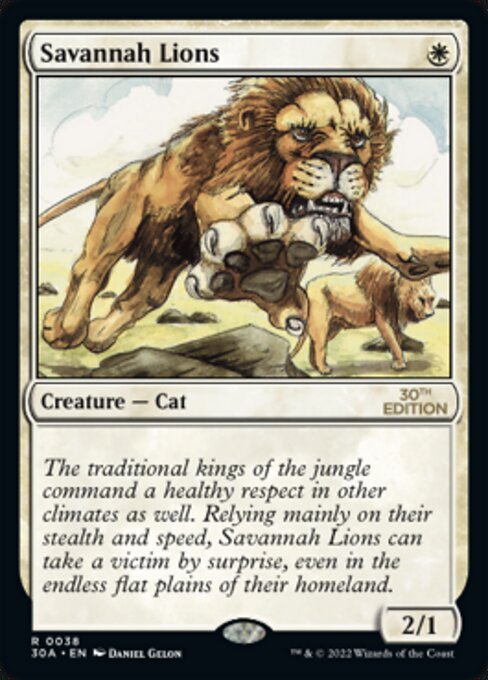 Savannah Lions
Creature — Cat
30TH
EDITION
The traditional kings of the jungle
command a healthy respect in other
climates as well. Relying mainly on their
stealth and speed, Savannah Lions can
take a victim by surprise, even in the
endless flat plains of their homeland.
2/1
R 0038
30A • EN Daniel Gelon
™ & © 2022 Wizards of the Coast